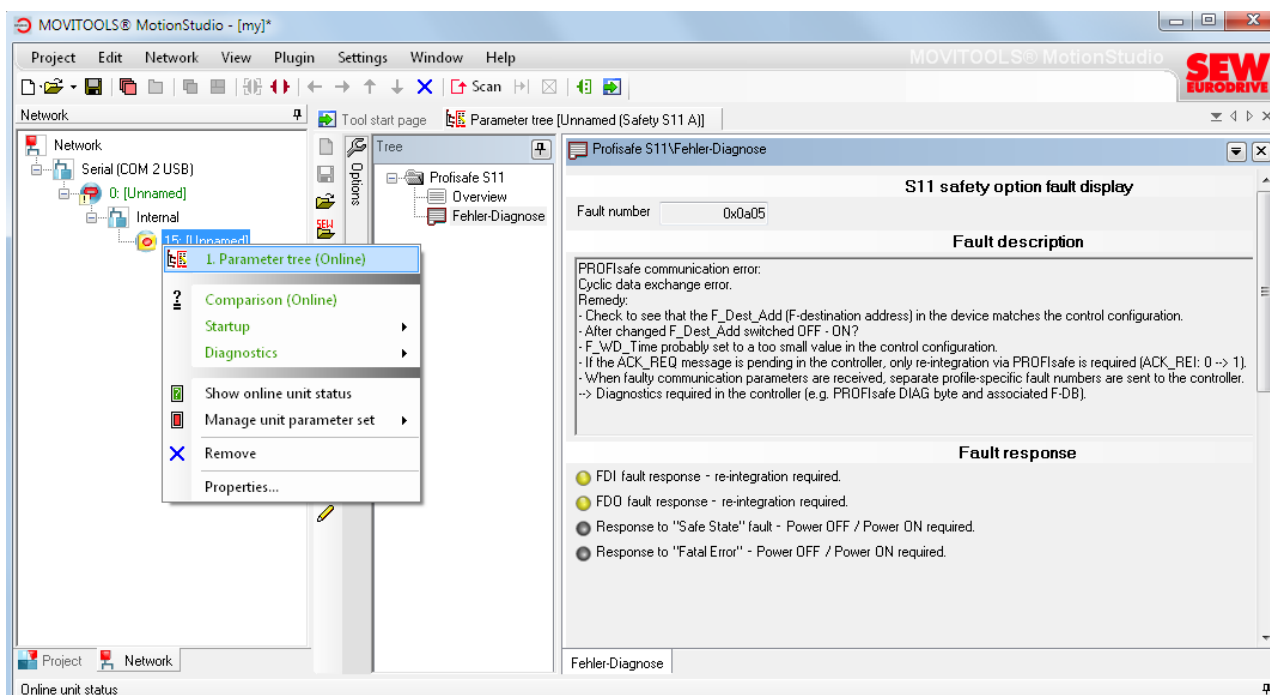 MOVITOOLS® MotionStudio - [my]*
Project Edit Network View Plugin Settings Window Help
MOVITOOLS® MotionStudio
SEW
EURODRIVE
Scan
Network
Tool start page
Parameter tree [Unnamed (Safety S11 A)]
Network
Serial (COM 2 USB)
0: [Unnamed]
Internal
15: [Unnamed]
1. Parameter tree (Online)
Comparison (Online)
Startup
Diagnostics
Show online unit status
Manage unit parameter set
Remove
Properties...
Options
SEW
Tree
Profisafe S11
Overview
Fehler-Diagnose
Profisafe S11\Fehler-Diagnose
S11 safety option fault display
Fault number 0x0a05
Fault description
PROFIsafe communication error:
Cyclic data exchange error.
Remedy:
- Check to see that the F_Dest_Add (F-destination address) in the device matches the control configuration.
- After changed F_Dest_Add switched OFF - ON?
- F_WD_Time probably set to a too small value in the control configuration.
- If the ACK_REQ message is pending in the controller, only re-integration via PROFIsafe is required (ACK_REI: 0 --> 1).
- When faulty communication parameters are received, separate profile-specific fault numbers are sent to the controller.
--> Diagnostics required in the controller (e.g. PROFIsafe DIAG byte and associated F-DB).
Fault response
FDI fault response - re-integration required.
FDO fault response - re-integration required.
Response to "Safe State" fault - Power OFF / Power ON required.
Response to "Fatal Error" - Power OFF / Power ON required.
Project Network
Fehler-Diagnose
Online unit status